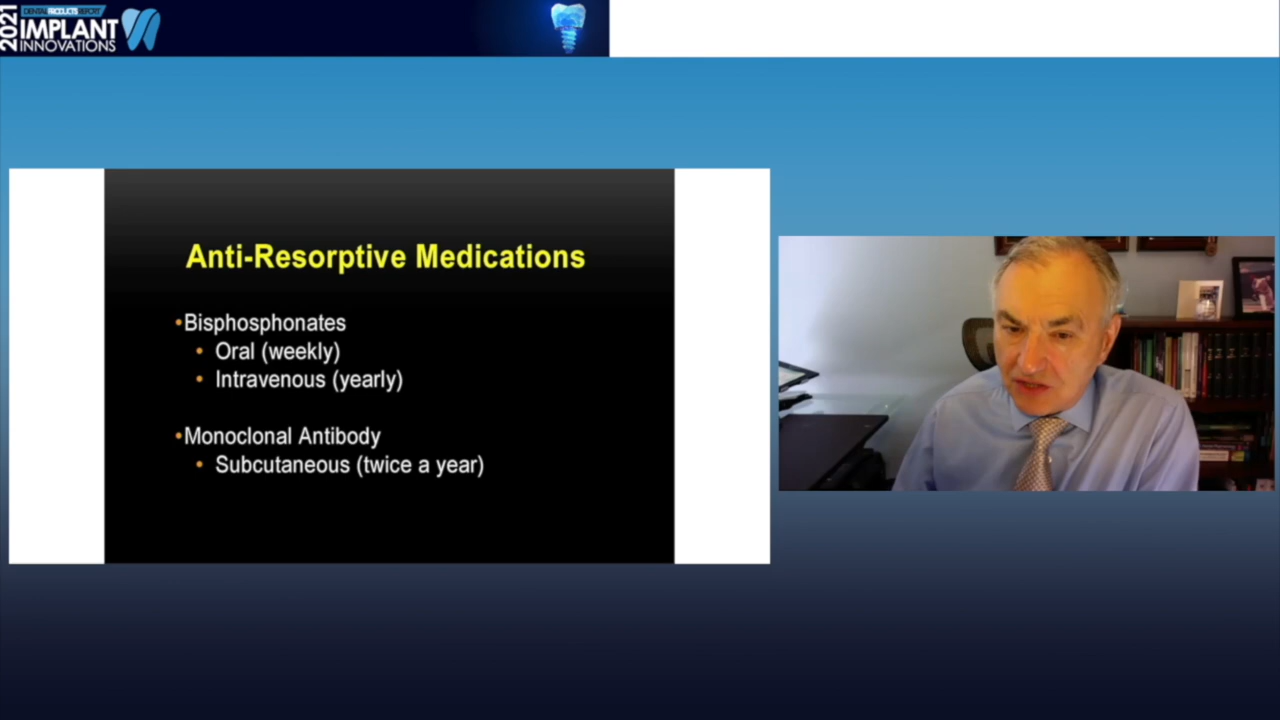 2021
DENTAL PRODUCTS REPORT
IMPLANT
INNOVATIONS
Anti-Resorptive Medications
•Bisphosphonates
• Oral (weekly)
• Intravenous (yearly)
•Monoclonal Antibody
• Subcutaneous (twice a year)